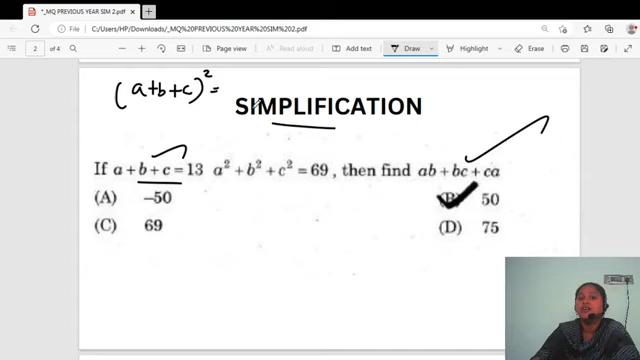 *_MQ PREVIOUS YEAR SIM 2.pdf
C:/Users/HP/Downloads/_MQ%20PREVIOUS%20YEAR%20SIM%202.pdf
2 of 4
Page view
Read aloud
Add text
Draw
Highlight
Erase
(a+b+c)² =
SIMPLIFICATION
If a + b + c = 13 a² + b² + c² = 69, then find ab + bc + ca
(A) –50
(B) 50
(C) 69
(D) 75